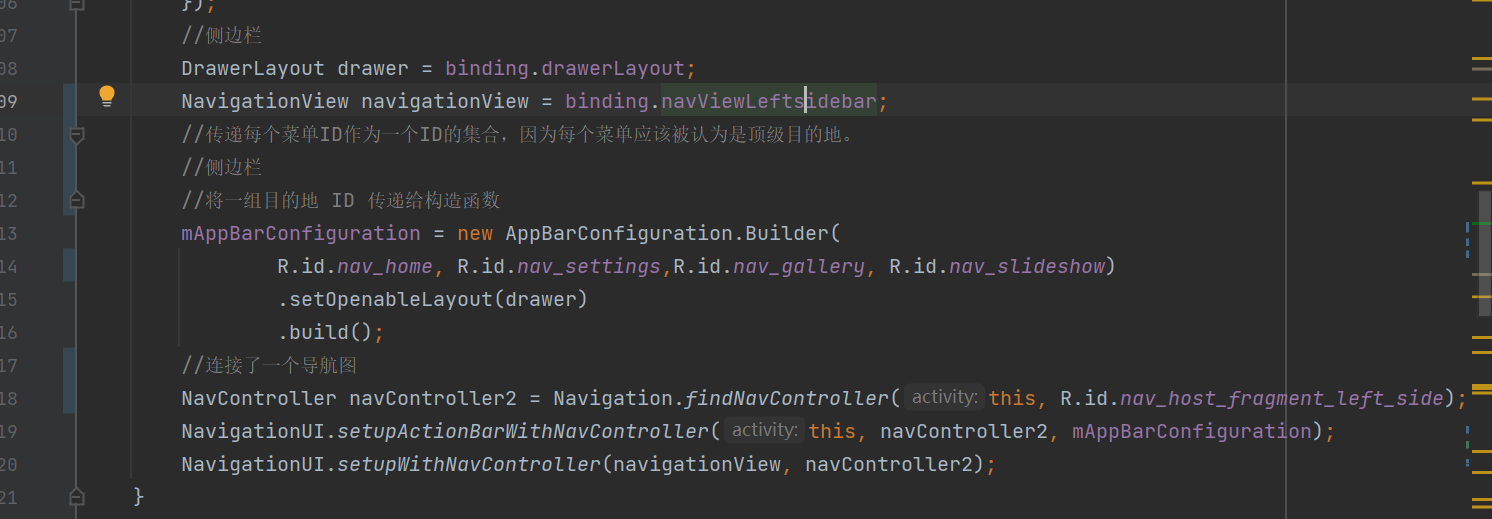 06 });
07 //侧边栏
08 DrawerLayout drawer = binding.drawerLayout;
09 NavigationView navigationView = binding.navViewLeftsidebar;
10 //传递每个菜单ID作为一个ID的集合，因为每个菜单应该被认为是顶级目的地。
11 //侧边栏
12 //将一组目的地 ID 传递给构造函数
13 mAppBarConfiguration = new AppBarConfiguration.Builder(
14 R.id.nav_home, R.id.nav_settings,R.id.nav_gallery, R.id.nav_slideshow)
15 .setOpenableLayout(drawer)
16 .build();
17 //连接了一个导航图
18 NavController navController2 = Navigation.findNavController( activity: this, R.id.nav_host_fragment_left_side);
19 NavigationUI.setupActionBarWithNavController( activity: this, navController2, mAppBarConfiguration);
20 NavigationUI.setupWithNavController(navigationView, navController2);
21 }